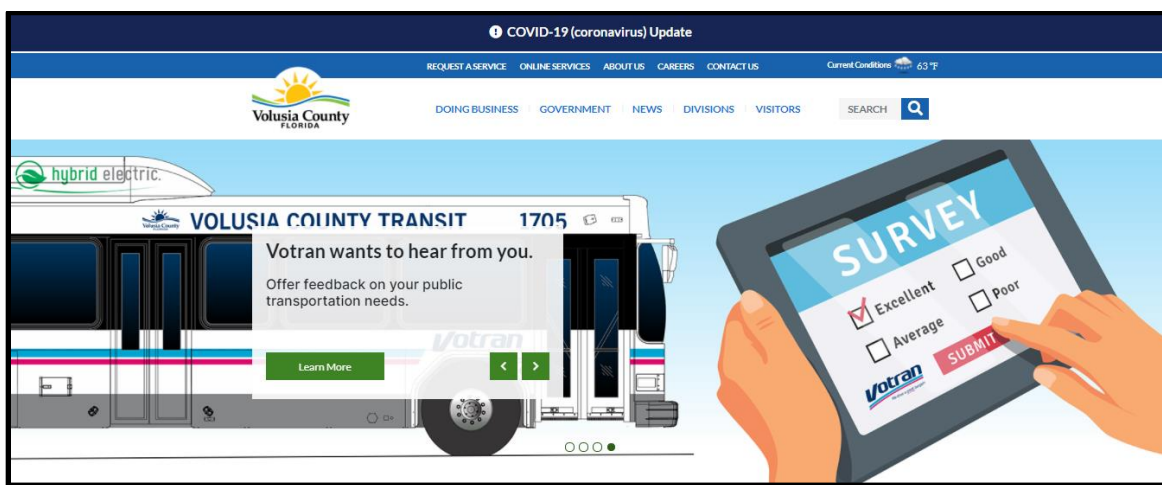 COVID-19 (coronavirus) Update
REQUEST A SERVICE ONLINE SERVICES ABOUT US CAREERS CONTACT US Current Conditions 63 °F
Volusia County
FLORIDA
DOING BUSINESS GOVERNMENT NEWS DIVISIONS VISITORS SEARCH
hybrid electric.
Volusia County
VOLUSIA COUNTY TRANSIT 1705
Votran wants to hear from you.
Offer feedback on your public
transportation needs.
Votran
Learn More
SURVEY
Excellent Good
Average Poor
Votran
SUBMIT